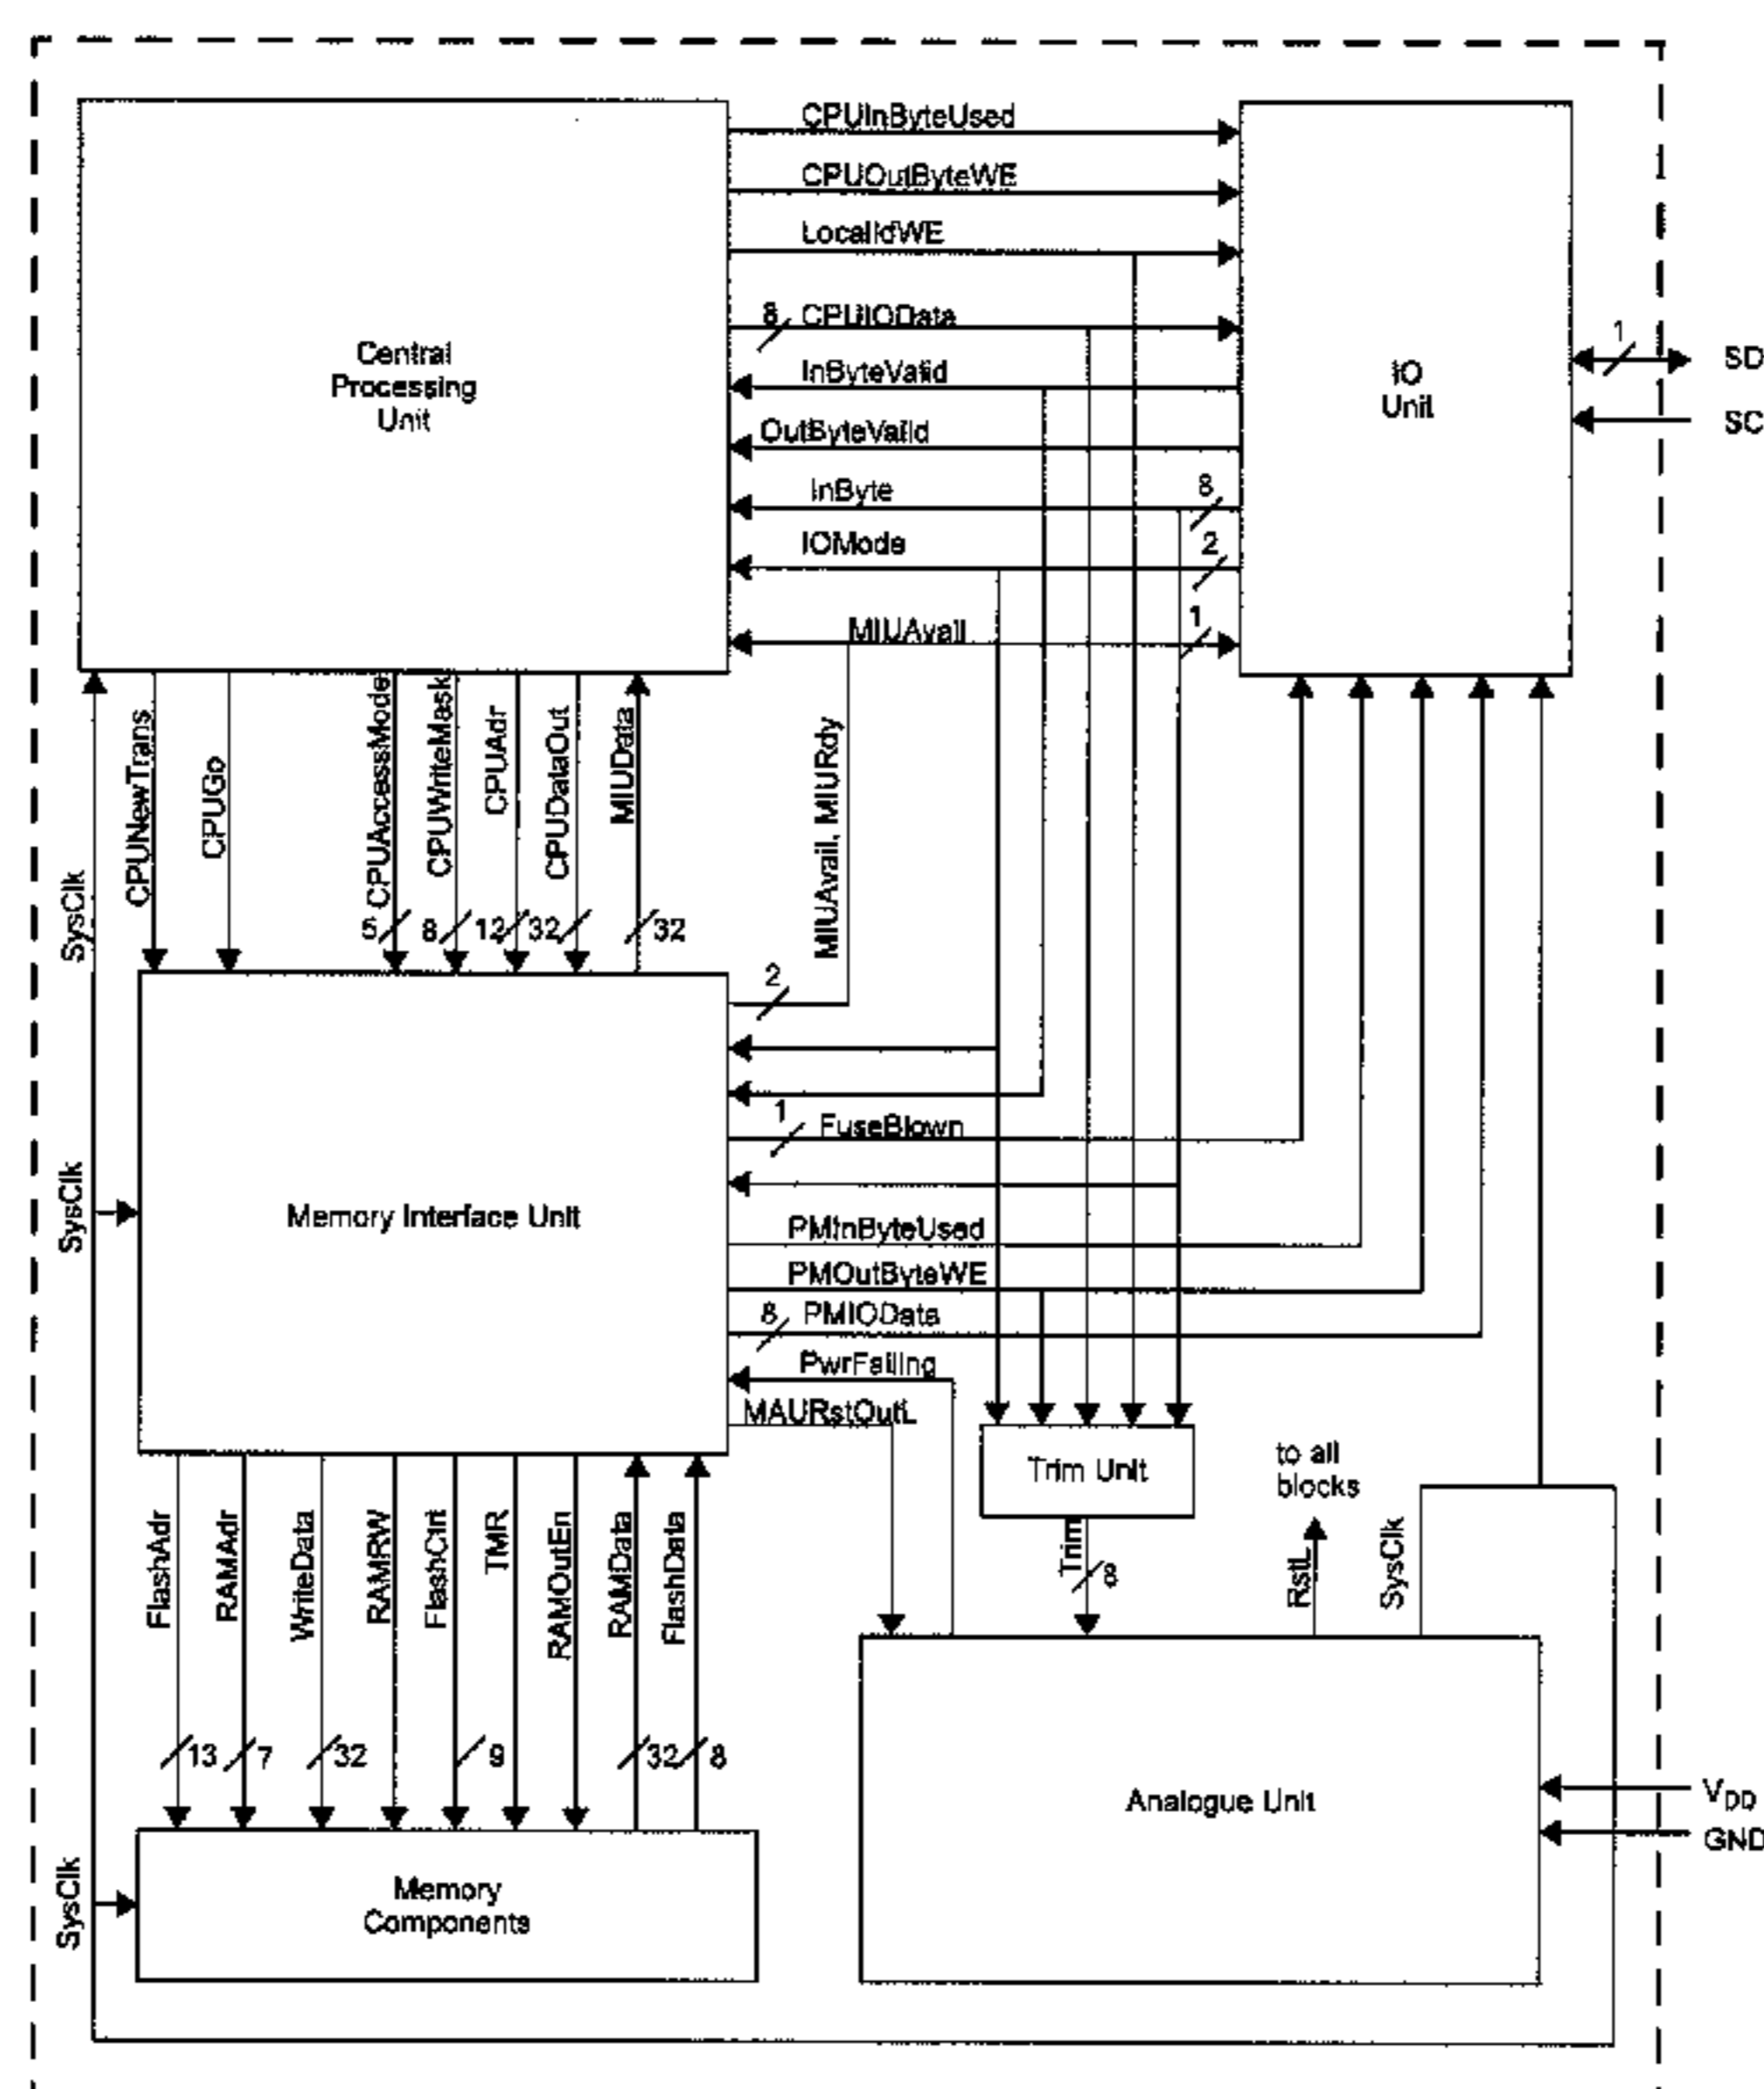 CPUInByteUsed
CPUOutByteWE
LocalIdWE
8
CPUIOData
InByteValid
OutByteValid
InByte
8
IOMode
2
MIUAvail
1
Central
Processing
Unit
IO
Unit
1
SD
SC
SysClk
CPUNewTrans
CPUGo
CPUAccessMode
5
CPUWriteMask
8
CPUAdr
12
CPUDataOut
32
MIUData
32
MIUAvail, MIURdy
2
1
FuseBlown
SysClk
Memory Interface Unit
PMInByteUsed
PMOutByteWE
8
PMIOData
PwrFailing
MAURstOutL
Trim Unit
to all
blocks
FlashAdr
13
RAMAdr
7
WriteData
32
RAMRW
FlashCtrl
9
TMR
RAMOutEn
RAMData
32
FlashData
8
Trim
8
RstL
SysClk
Analogue Unit
VDD
GND
SysClk
Memory
Components